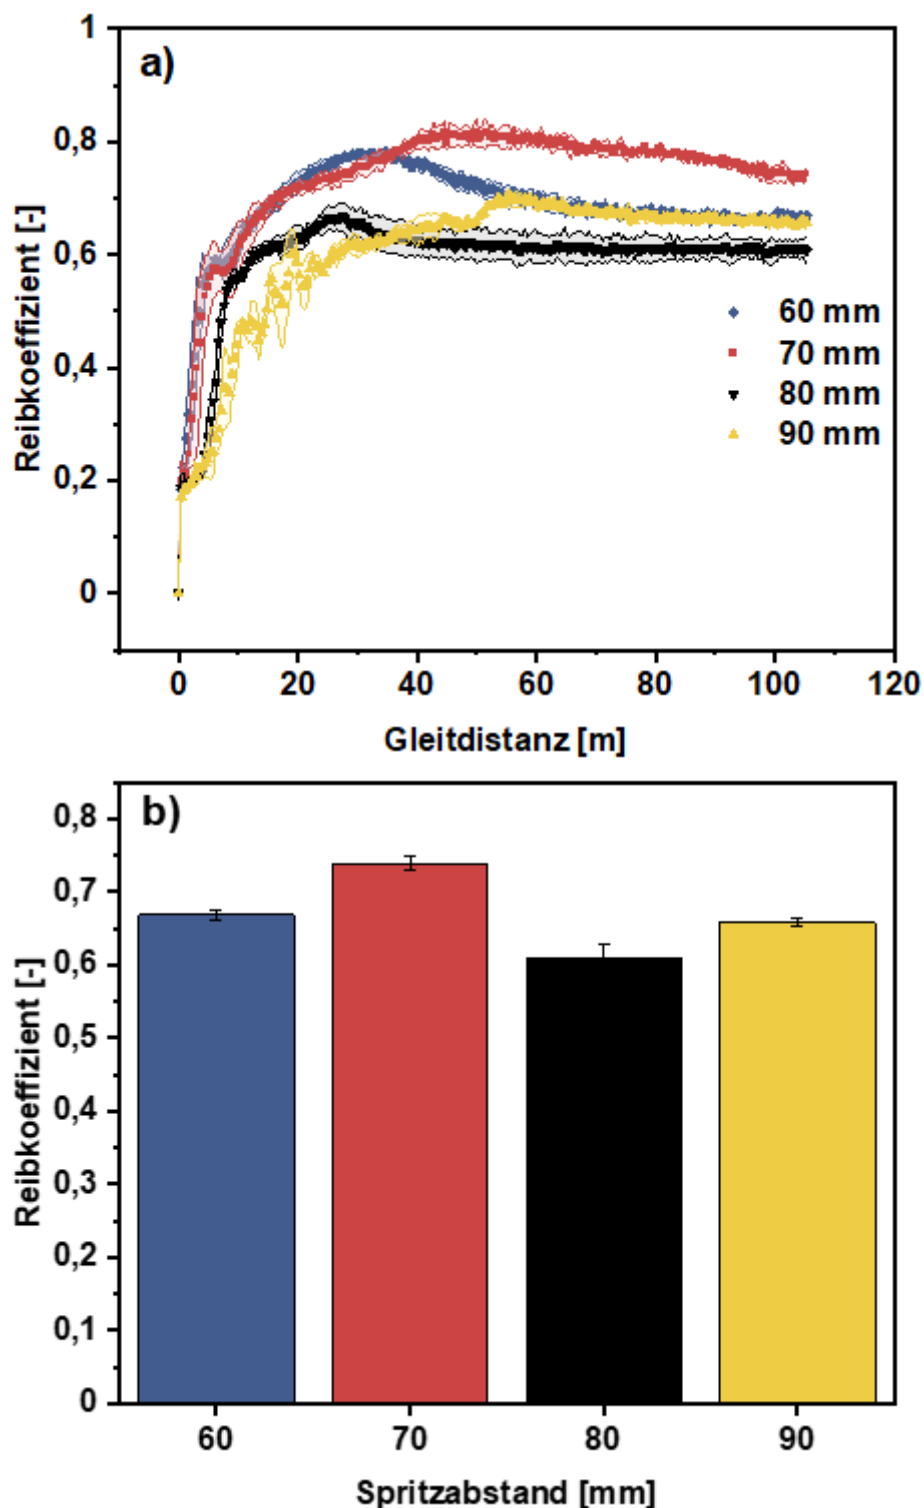 a)
Reibkoeffizient [-]
1
0,8
0,6
0,4
0,2
0
60 mm
70 mm
80 mm
90 mm
0 20 40 60 80 100 120
Gleitdistanz [m]
b)
Reibkoeffizient [-]
0,8
0,7
0,6
0,5
0,4
0,3
0,2
0,1
0
60 70 80 90
Spritzabstand [mm]